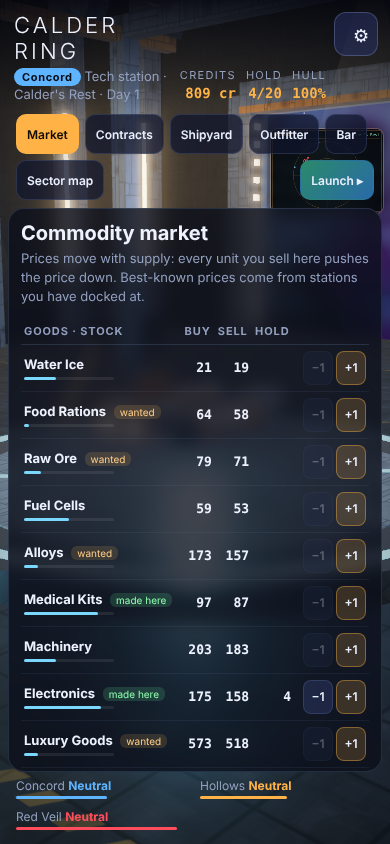 CALDER
RING
Concord Tech station · CREDITS HOLD HULL
Calder's Rest · Day 1 809 cr 4/20 100%
Market Contracts Shipyard Outfitter Bar
Sector map Launch ▸
Commodity market
Prices move with supply: every unit you sell here pushes
the price down. Best-known prices come from stations
you have docked at.
GOODS · STOCK BUY SELL HOLD
Water Ice 21 19 −1 +1
Food Rations wanted 64 58 −1 +1
Raw Ore wanted 79 71 −1 +1
Fuel Cells 59 53 −1 +1
Alloys wanted 173 157 −1 +1
Medical Kits made here 97 87 −1 +1
Machinery 203 183 −1 +1
Electronics made here 175 158 4 −1 +1
Luxury Goods wanted 573 518 −1 +1
Concord Neutral Hollows Neutral
Red Veil Neutral